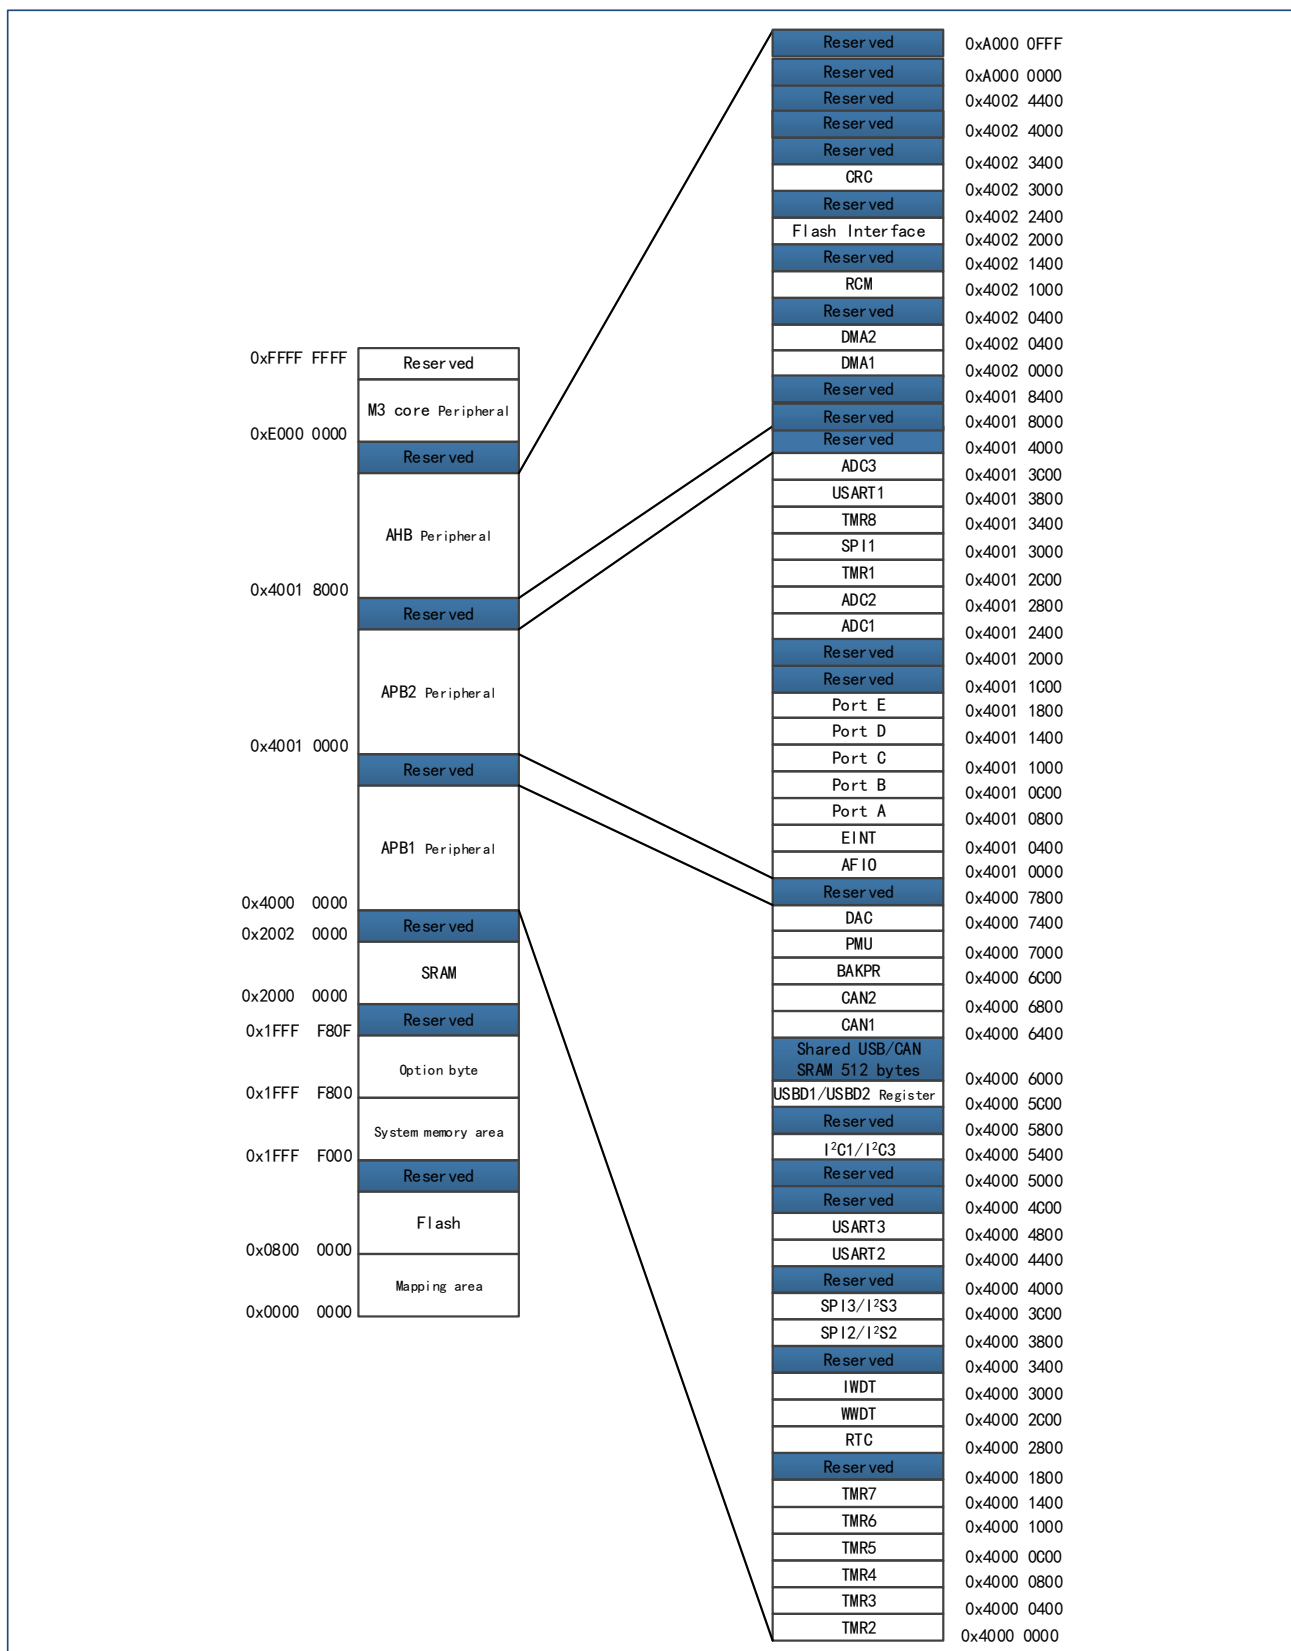 0xFFFF FFFF
Reserved
M3 core Peripheral
0xE000 0000
Reserved
AHB Peripheral
0x4001 8000
Reserved
APB2 Peripheral
0x4001 0000
Reserved
APB1 Peripheral
0x4000 0000
Reserved
0x2002 0000
SRAM
0x2000 0000
Reserved
0x1FFF F80F
Option byte
0x1FFF F800
System memory area
0x1FFF F000
Reserved
Flash
0x0800 0000
Mapping area
0x0000 0000
Reserved 0xA000 0FFF
Reserved 0xA000 0000
Reserved 0x4002 4400
Reserved 0x4002 4000
Reserved 0x4002 3400
CRC 0x4002 3000
Reserved 0x4002 2400
Flash Interface 0x4002 2000
Reserved 0x4002 1400
RCM 0x4002 1000
Reserved 0x4002 0400
DMA2 0x4002 0400
DMA1 0x4002 0000
Reserved 0x4001 8400
Reserved 0x4001 8000
Reserved 0x4001 4000
ADC3 0x4001 3C00
USART1 0x4001 3800
TMR8 0x4001 3400
SPI1 0x4001 3000
TMR1 0x4001 2C00
ADC2 0x4001 2800
ADC1 0x4001 2400
Reserved 0x4001 2000
Reserved 0x4001 1C00
Port E 0x4001 1800
Port D 0x4001 1400
Port C 0x4001 1000
Port B 0x4001 0C00
Port A 0x4001 0800
EINT 0x4001 0400
AFIO 0x4001 0000
Reserved 0x4000 7800
DAC 0x4000 7400
PMU 0x4000 7000
BAKPR 0x4000 6C00
CAN2 0x4000 6800
CAN1 0x4000 6400
Shared USB/CAN
SRAM 512 bytes 0x4000 6000
USBD1/USBD2 Register 0x4000 5C00
Reserved 0x4000 5800
I²C1/I²C3 0x4000 5400
Reserved 0x4000 5000
Reserved 0x4000 4C00
USART3 0x4000 4800
USART2 0x4000 4400
Reserved 0x4000 4000
SPI3/I²S3 0x4000 3C00
SPI2/I²S2 0x4000 3800
Reserved 0x4000 3400
IWDT 0x4000 3000
WWDT 0x4000 2C00
RTC 0x4000 2800
Reserved 0x4000 1800
TMR7 0x4000 1400
TMR6 0x4000 1000
TMR5 0x4000 0C00
TMR4 0x4000 0800
TMR3 0x4000 0400
TMR2 0x4000 0000